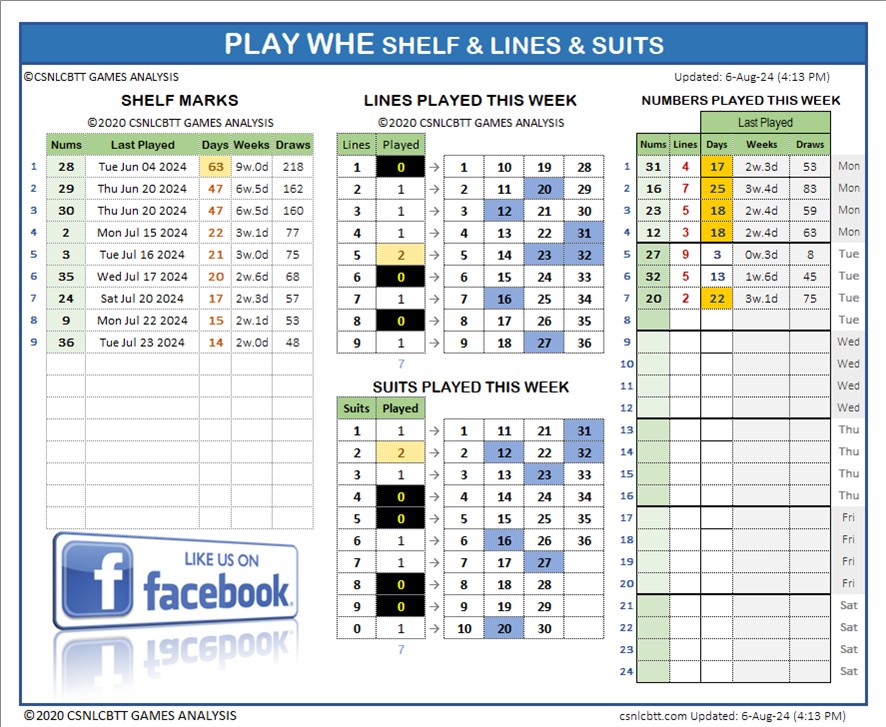 PLAY WHE SHELF & LINES & SUITS
©CSNLCBTT GAMES ANALYSIS
Updated: 6-Aug-24 (4:13 PM)
SHELF MARKS
©2020 CSNLCBTT GAMES ANALYSIS
Nums Last Played Days Weeks Draws
1 28 Tue Jun 04 2024 63 9w.0d 218
2 29 Thu Jun 20 2024 47 6w.5d 162
3 30 Thu Jun 20 2024 47 6w.5d 160
4 2 Mon Jul 15 2024 22 3w.1d 77
5 3 Tue Jul 16 2024 21 3w.0d 75
6 35 Wed Jul 17 2024 20 2w.6d 68
7 24 Sat Jul 20 2024 17 2w.3d 57
8 9 Mon Jul 22 2024 15 2w.1d 53
9 36 Tue Jul 23 2024 14 2w.0d 48
LIKE US ON
facebook.
LINES PLAYED THIS WEEK
©2020 CSNLCBTT GAMES ANALYSIS
Lines Played
1 0 → 1 10 19 28
2 1 → 2 11 20 29
3 1 → 3 12 21 30
4 1 → 4 13 22 31
5 2 → 5 14 23 32
6 0 → 6 15 24 33
7 1 → 7 16 25 34
8 0 → 8 17 26 35
9 1 → 9 18 27 36
7
SUITS PLAYED THIS WEEK
Suits Played
1 1 → 1 11 21 31
2 2 → 2 12 22 32
3 1 → 3 13 23 33
4 0 → 4 14 24 34
5 0 → 5 15 25 35
6 1 → 6 16 26 36
7 1 → 7 17 27
8 0 → 8 18 28
9 0 → 9 19 29
0 1 → 10 20 30
7
NUMBERS PLAYED THIS WEEK
Last Played
Nums Lines Days Weeks Draws
1 31 4 17 2w.3d 53 Mon
2 16 7 25 3w.4d 83 Mon
3 23 5 18 2w.4d 59 Mon
4 12 3 18 2w.4d 63 Mon
5 27 9 3 0w.3d 8 Tue
6 32 5 13 1w.6d 45 Tue
7 20 2 22 3w.1d 75 Tue
8 Tue
9 Wed
10 Wed
11 Wed
12 Wed
13 Thu
14 Thu
15 Thu
16 Thu
17 Fri
18 Fri
19 Fri
20 Fri
21 Sat
22 Sat
23 Sat
24 Sat
©2020 CSNLCBTT GAMES ANALYSIS
csnlcbtt.com Updated: 6-Aug-24 (4:13 PM)